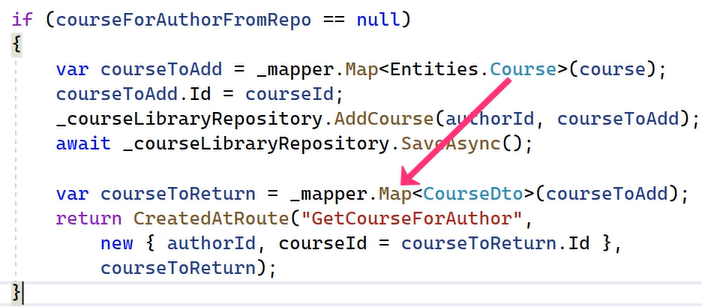 if (courseForAuthorFromRepo == null)
{
var courseToAdd = _mapper.Map<Entities.Course>(course);
courseToAdd.Id = courseId;
_courseLibraryRepository.AddCourse(authorId, courseToAdd);
await _courseLibraryRepository.SaveAsync();
var courseToReturn = _mapper.Map<CourseDto>(courseToAdd);
return CreatedAtRoute("GetCourseForAuthor",
new { authorId, courseId = courseToReturn.Id },
courseToReturn);
}